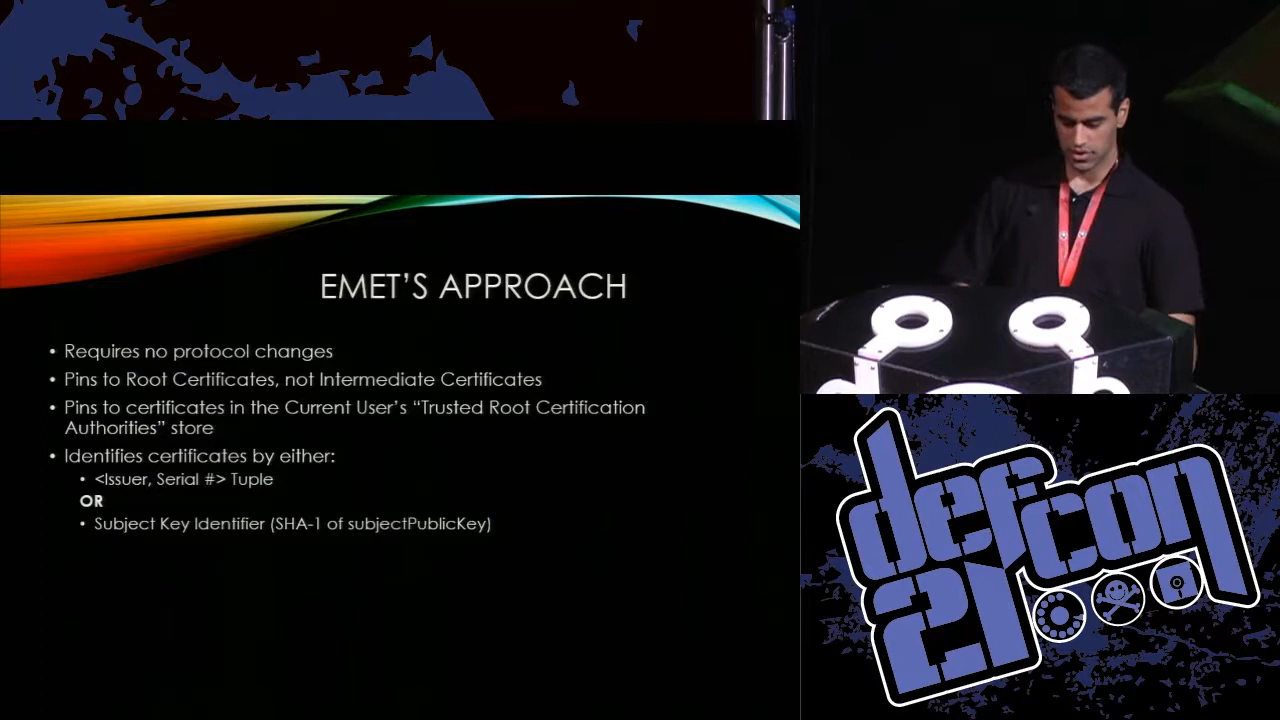 EMET'S APPROACH
• Requires no protocol changes
• Pins to Root Certificates, not Intermediate Certificates
• Pins to certificates in the Current User's “Trusted Root Certification
Authorities” store
• Identifies certificates by either:
• <Issuer, Serial #> Tuple
OR
• Subject Key Identifier (SHA-1 of subjectPublicKey)
defcon
21